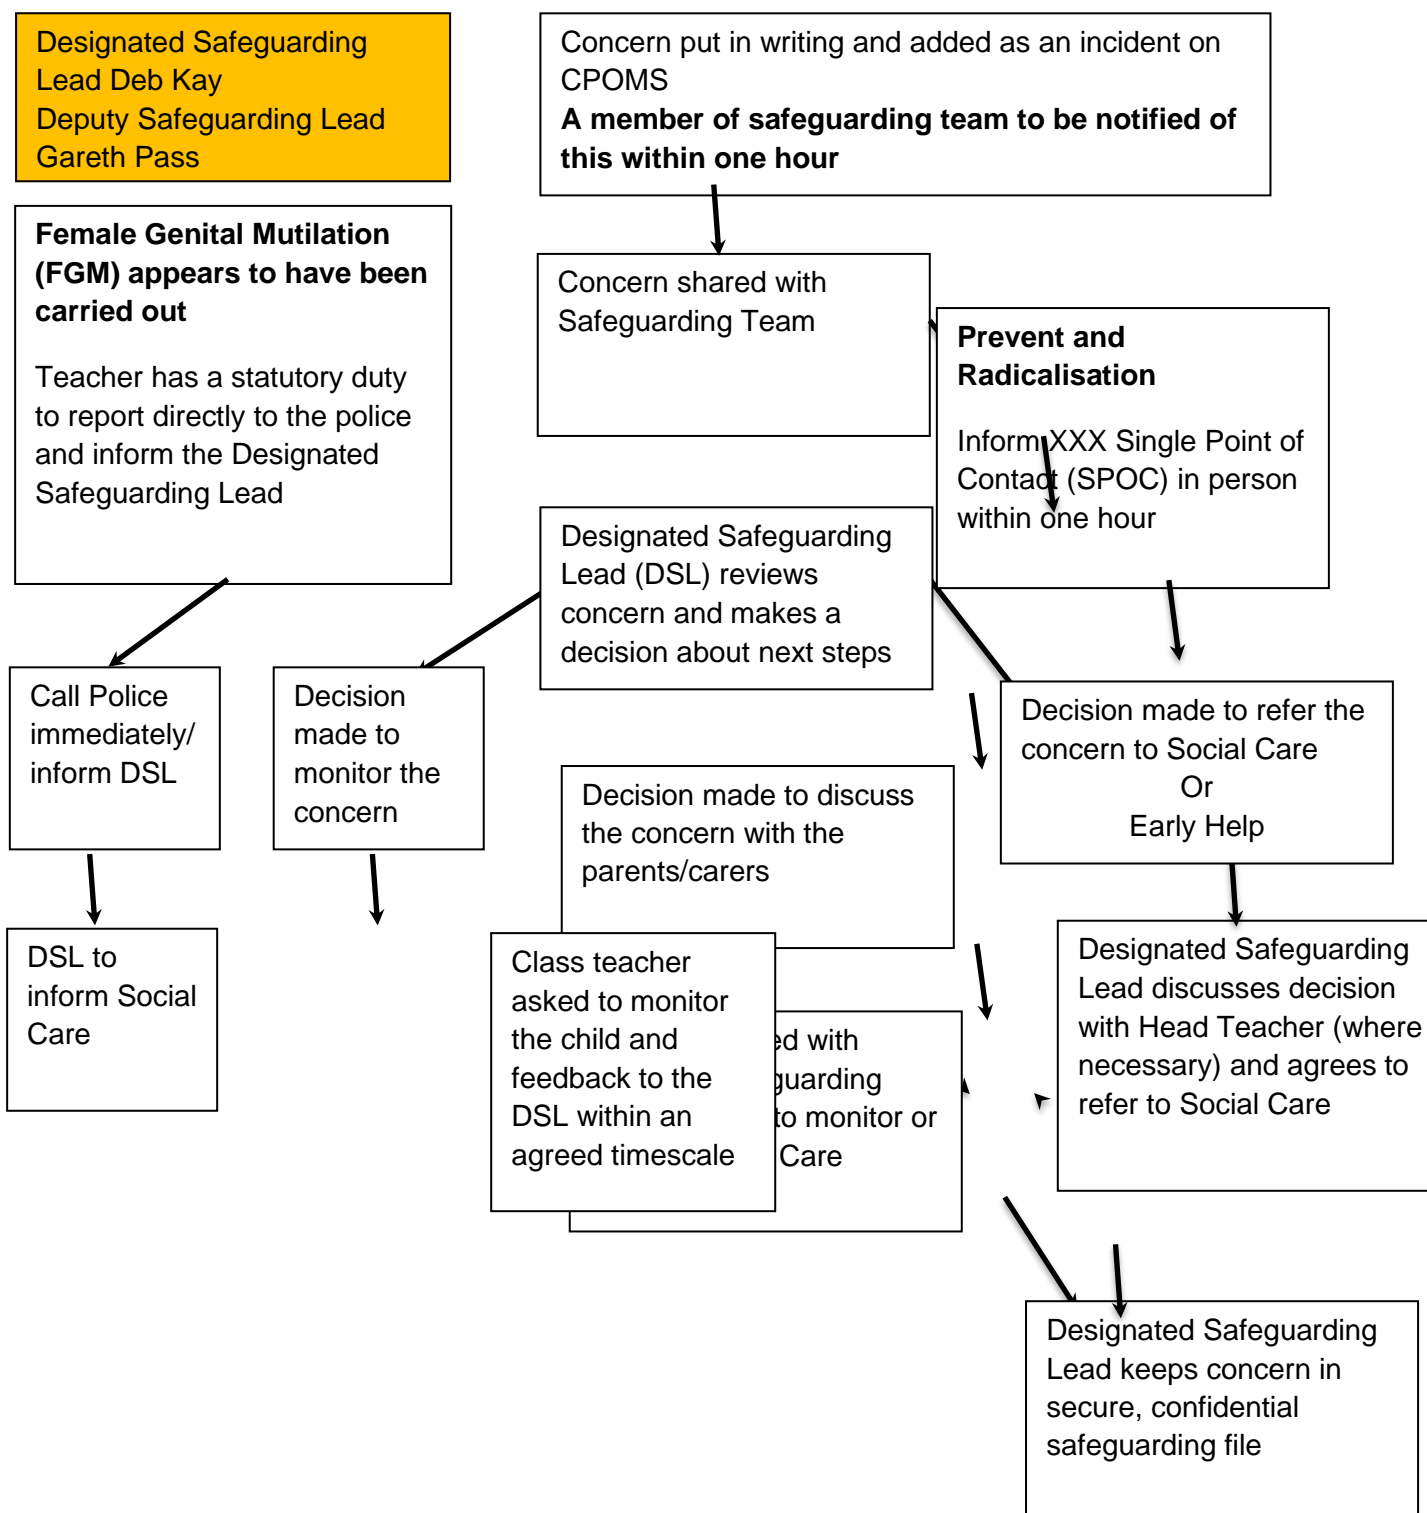 Designated Safeguarding
Lead Deb Kay
Deputy Safeguarding Lead
Gareth Pass
Concern put in writing and added as an incident on
CPOMS
A member of safeguarding team to be notified of
this within one hour
Female Genital Mutilation
(FGM) appears to have been
carried out
Teacher has a statutory duty
to report directly to the police
and inform the Designated
Safeguarding Lead
Concern shared with
Safeguarding Team
Prevent and
Radicalisation
Inform XXX Single Point of
Contact (SPOC) in person
within one hour
Designated Safeguarding
Lead (DSL) reviews
concern and makes a
decision about next steps
Call Police
immediately/
inform DSL
Decision
made to
monitor the
concern
Decision made to discuss
the concern with the
parents/carers
Decision made to refer the
concern to Social Care
Or
Early Help
DSL to
inform Social
Care
Class teacher
asked to monitor
the child and
feedback to the
DSL within an
agreed timescale
with
to monitor or
Care
Designated Safeguarding
Lead discusses decision
with Head Teacher (where
necessary) and agrees to
refer to Social Care
Designated Safeguarding
Lead keeps concern in
secure, confidential
safeguarding file